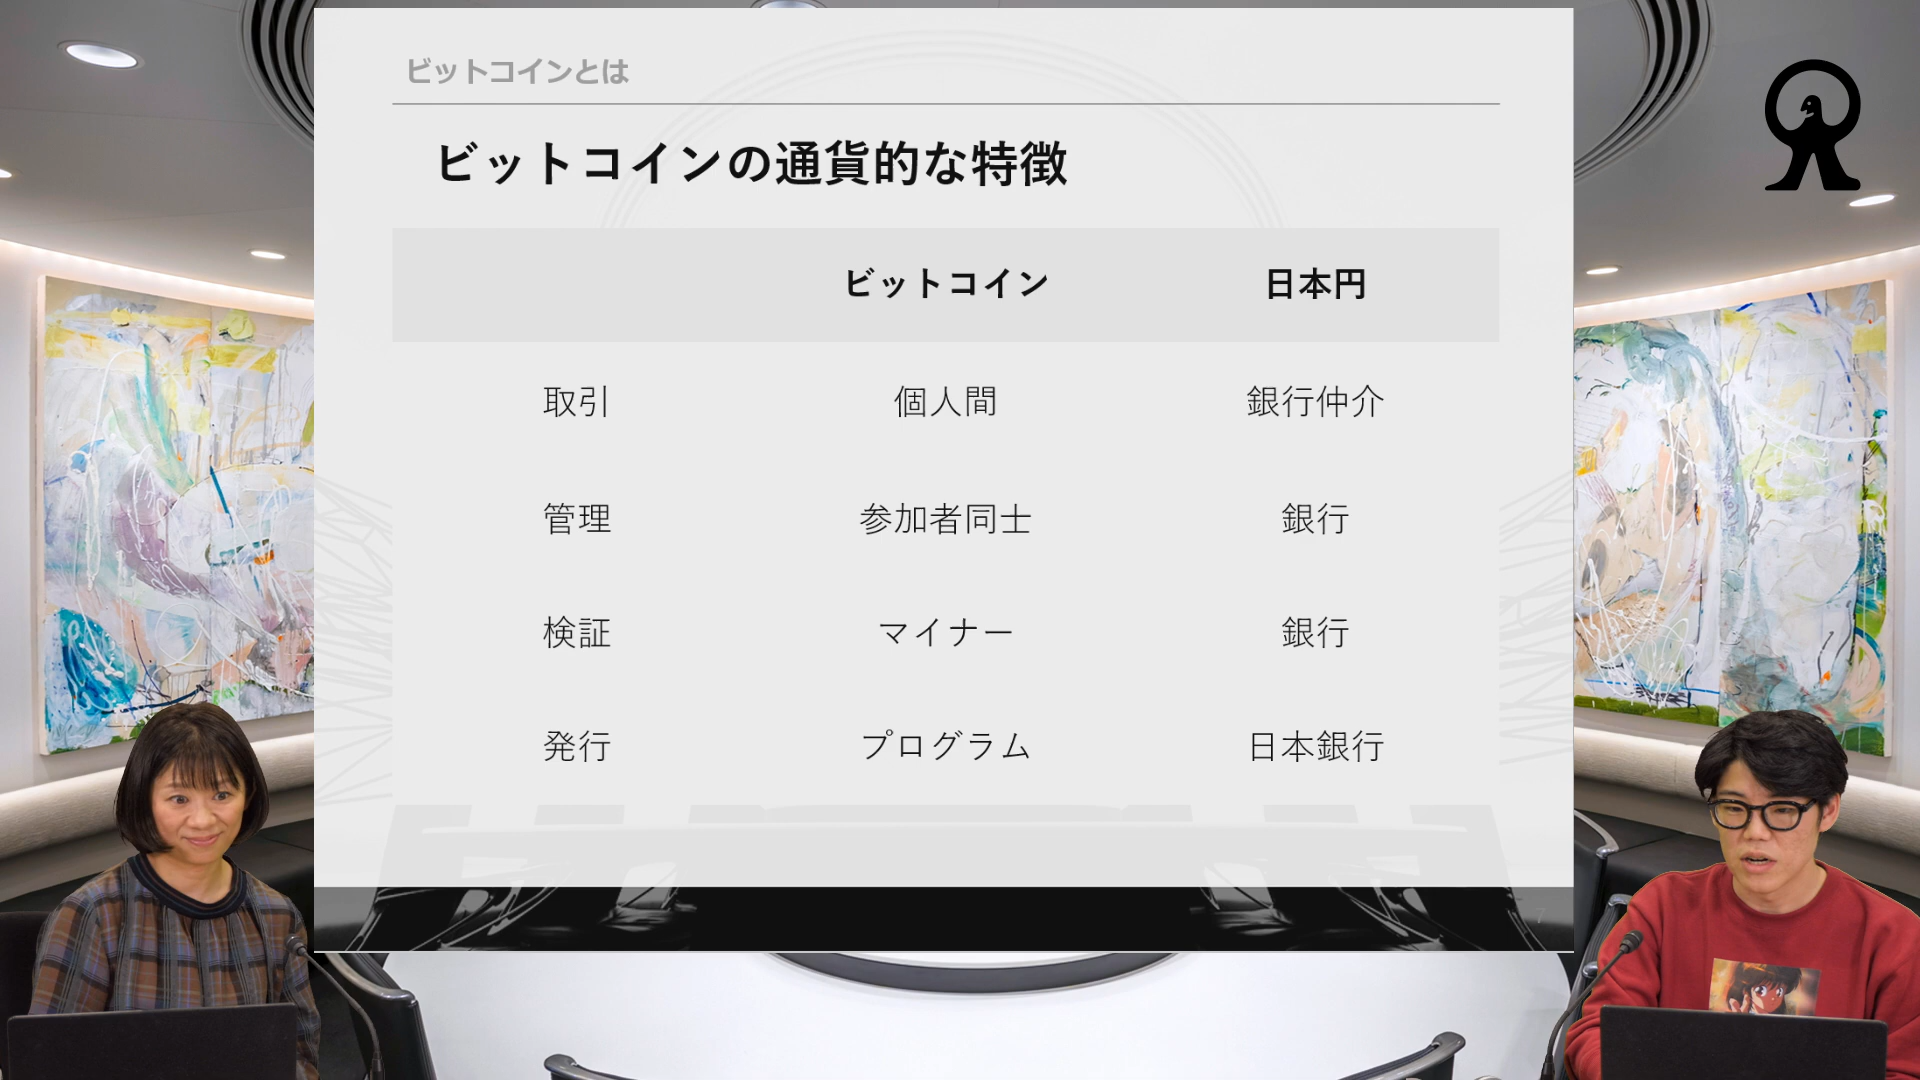 ビットコインとは
ビットコインの通貨的な特徴
ビットコイン 日本円
取引 個人間 銀行仲介
管理 参加者同士 銀行
検証 マイナー 銀行
発行 プログラム 日本銀行
7